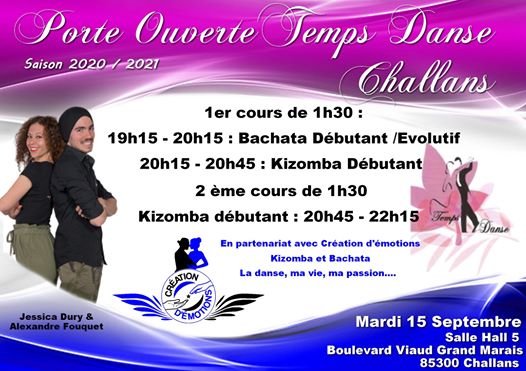 Porte Ouverte Temps Danse
Saison 2020 / 2021
Challans
1er cours de 1h30 :
19h15 - 20h15 : Bachata Débutant /Evolutif
20h15 - 20h45 : Kizomba Débutant
2 ème cours de 1h30
Kizomba débutant : 20h45 - 22h15
Temps Danse
En partenariat avec Création d'émotions
Kizomba et Bachata
La danse, ma vie, ma passion....
CRÉATION
D'ÉMOTIONS
Jessica Dury &
Alexandre Fouquet
Mardi 15 Septembre
Salle Hall 5
Boulevard Viaud Grand Marais
85300 Challans